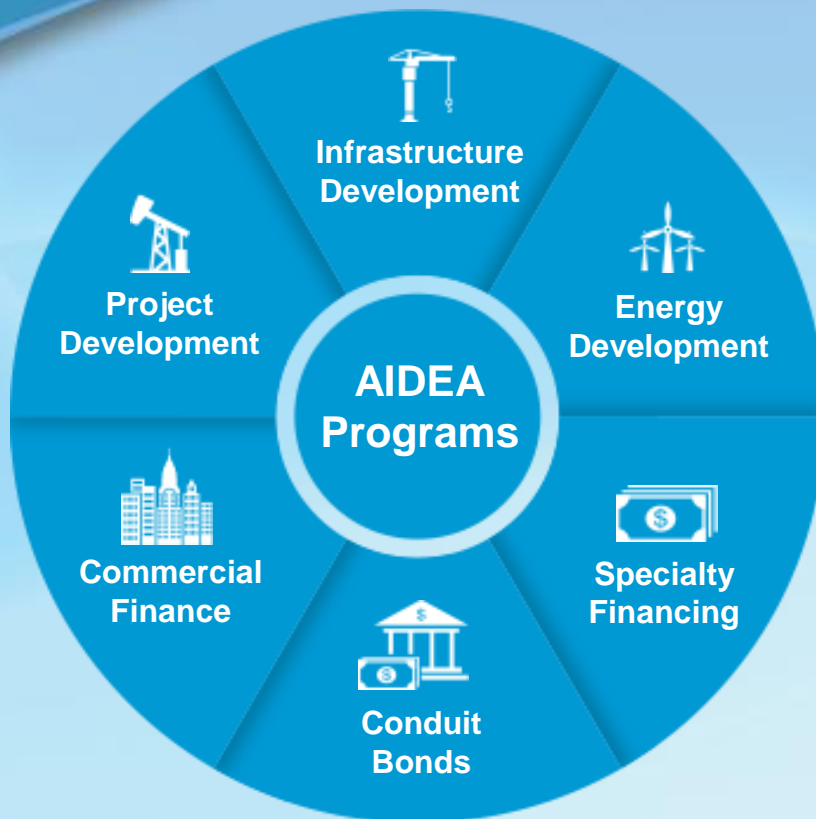 Infrastructure
Development
Project
Development
Energy
Development
AIDEA
Programs
Commercial
Finance
Specialty
Financing
Conduit
Bonds
$
$
$